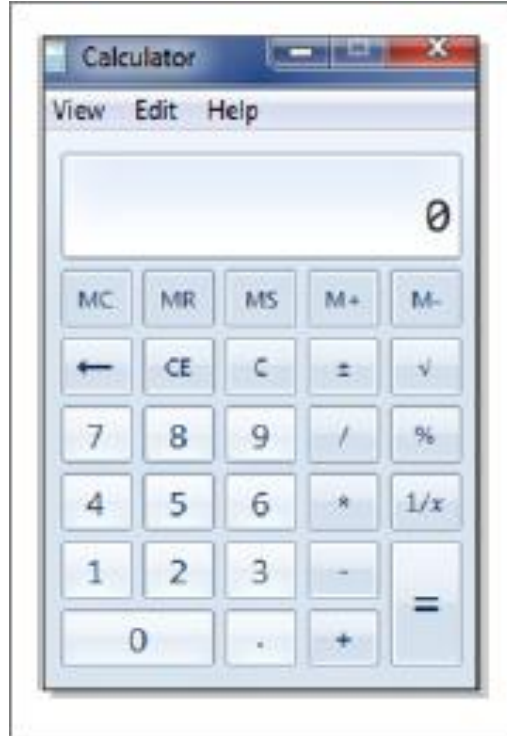 Calculator
View Edit Help
0
MC MR MS M+ M-
← CE C ± √
7 8 9 / %
4 5 6 * 1/x
1 2 3 - =
0 . +